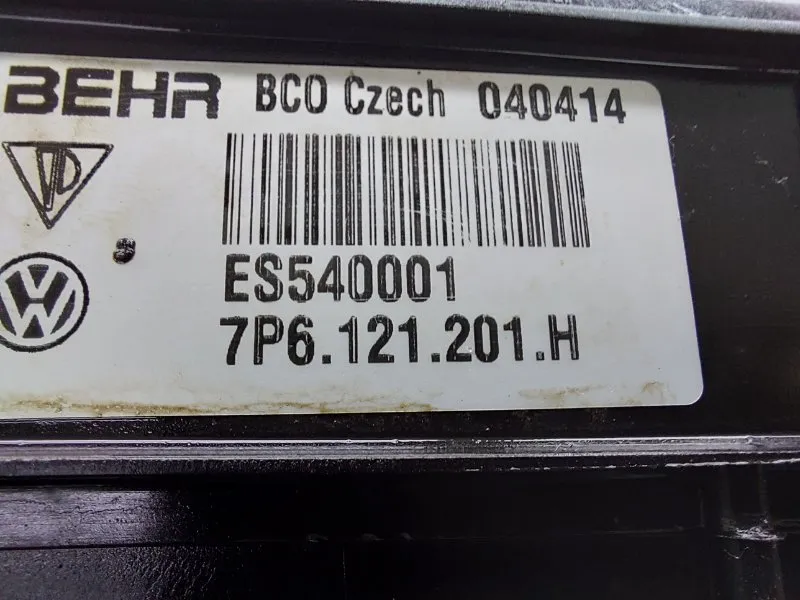 BEHR BCO Czech 040414
ES540001
7P6.121.201.H